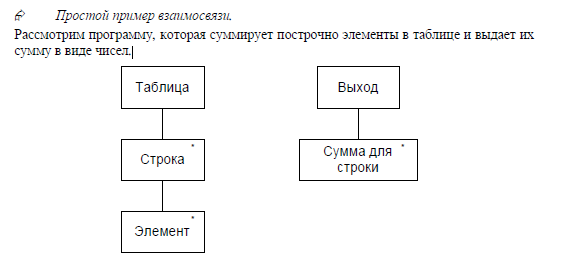 Простой пример взаимосвязи.
Рассмотрим программу, которая суммирует построчно элементы в таблице и выдает их
сумму в виде чисел.
Таблица
Выход
Строка *
Сумма для *
строки
Элемент *